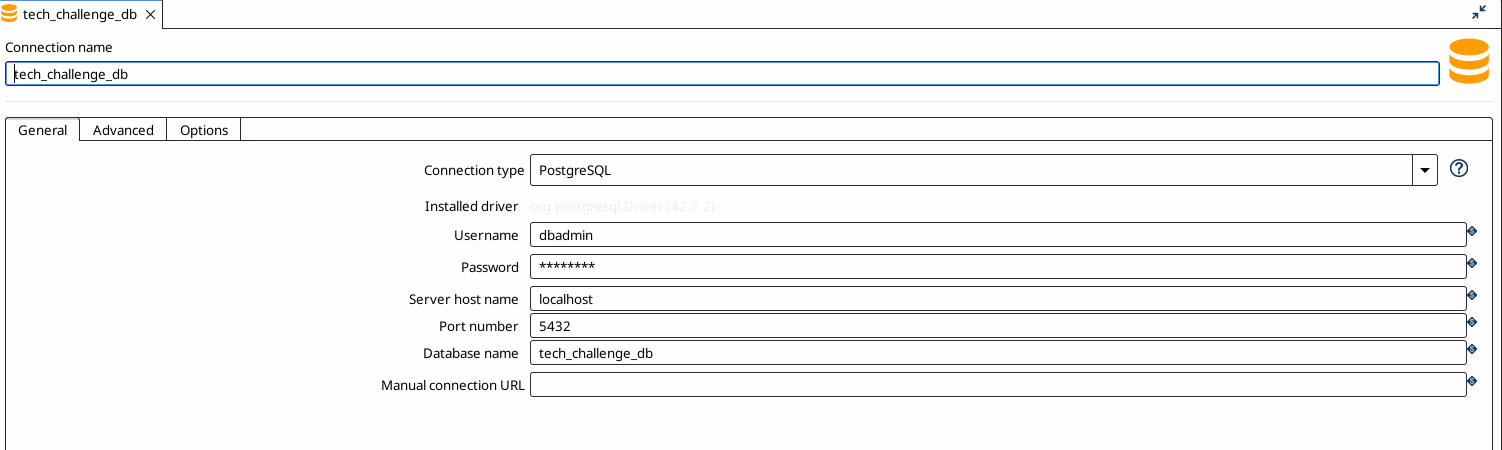 tech_challenge_db
Connection name
tech_challenge_db
General Advanced Options
Connection type PostgreSQL
Installed driver org.postgresql.Driver (42.7.2)
Username dbadmin
Password ********
Server host name localhost
Port number 5432
Database name tech_challenge_db
Manual connection URL